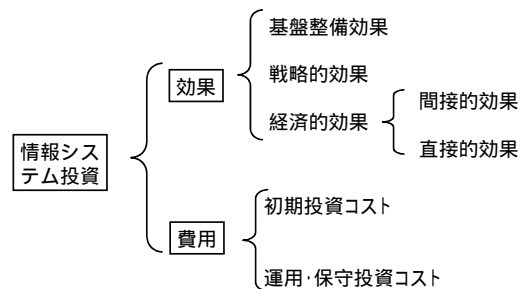 基盤整備効果
戦略的効果
効果
間接的効果
経済的効果
直接的効果
情報シス
テム投資
初期投資コスト
費用
運用·保守投資コスト